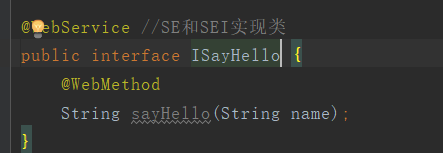 @WebService //SE和SEI实现类
public interface ISayHello {
@WebMethod
String sayHello(String name);
}